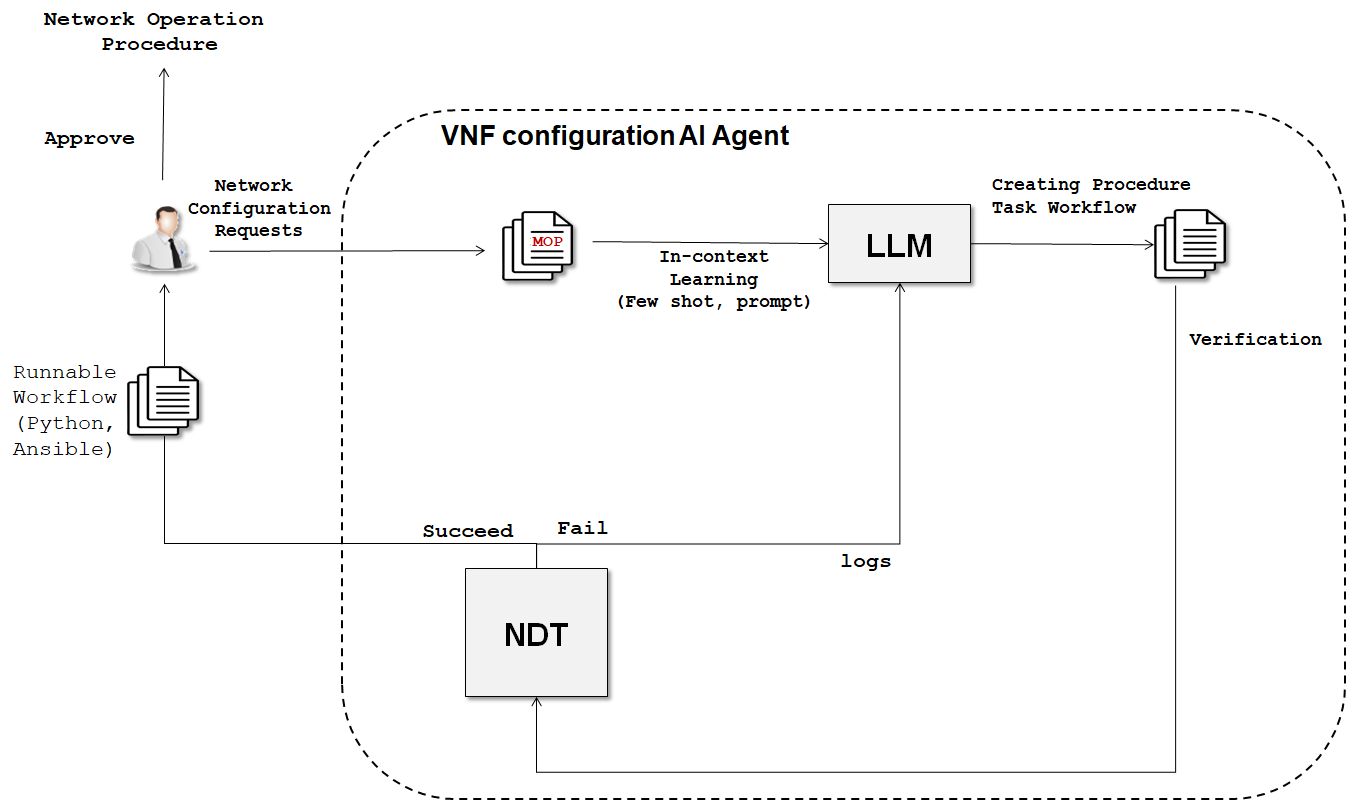 Network Operation
Procedure
Approve
VNF configuration AI Agent
Network
Configuration
Requests
MOP
In-context
Learning
(Few shot, prompt)
LLM
Creating Procedure
Task Workflow
Verification
Runnable
Workflow
(Python,
Ansible)
Succeed
Fail
logs
NDT